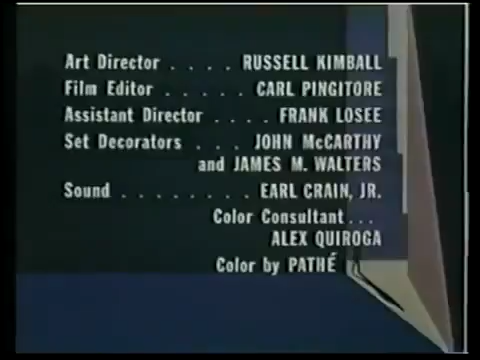 Art Director . . . . RUSSELL KIMBALL
Film Editor . . . . . CARL PINGITORE
Assistant Director . . . . FRANK LOSEE
Set Decorators . . . JOHN McCARTHY
and JAMES M. WALTERS
Sound . . . . . . . . EARL CRAIN, JR.
Color Consultant . . .
ALEX QUIROGA
Color by PATHÉ